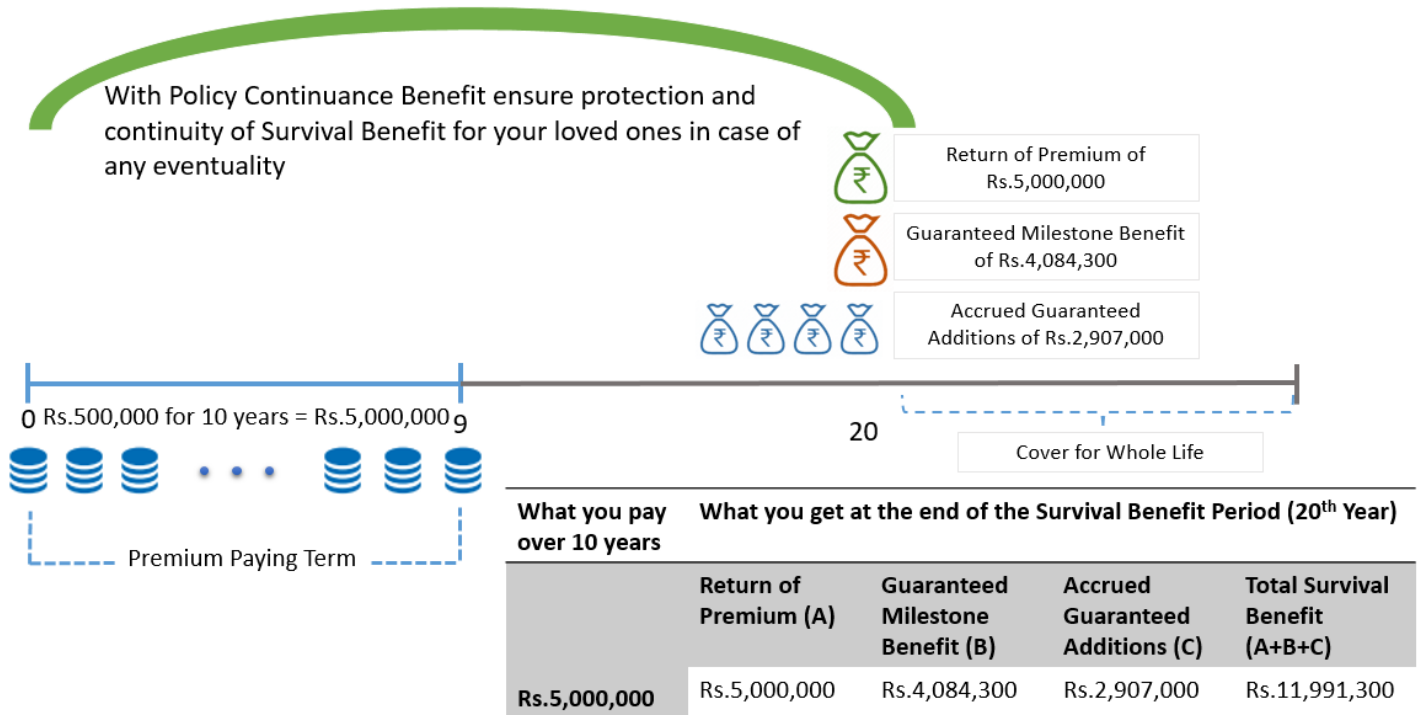 With Policy Continuance Benefit ensure protection and
continuity of Survival Benefit for your loved ones in case of
any eventuality
₹
Return of Premium of
Rs.5,000,000
₹
Guaranteed Milestone Benefit
of Rs.4,084,300
₹ ₹ ₹ ₹
Accrued Guaranteed
Additions of Rs.2,907,000
0 Rs.500,000 for 10 years = Rs.5,000,000 9
20
Cover for Whole Life
Premium Paying Term
What you pay
over 10 years
What you get at the end of the Survival Benefit Period (20th Year)
Return of
Premium (A)
Guaranteed
Milestone
Benefit (B)
Accrued
Guaranteed
Additions (C)
Total Survival
Benefit
(A+B+C)
Rs.5,000,000
Rs.5,000,000
Rs.4,084,300
Rs.2,907,000
Rs.11,991,300